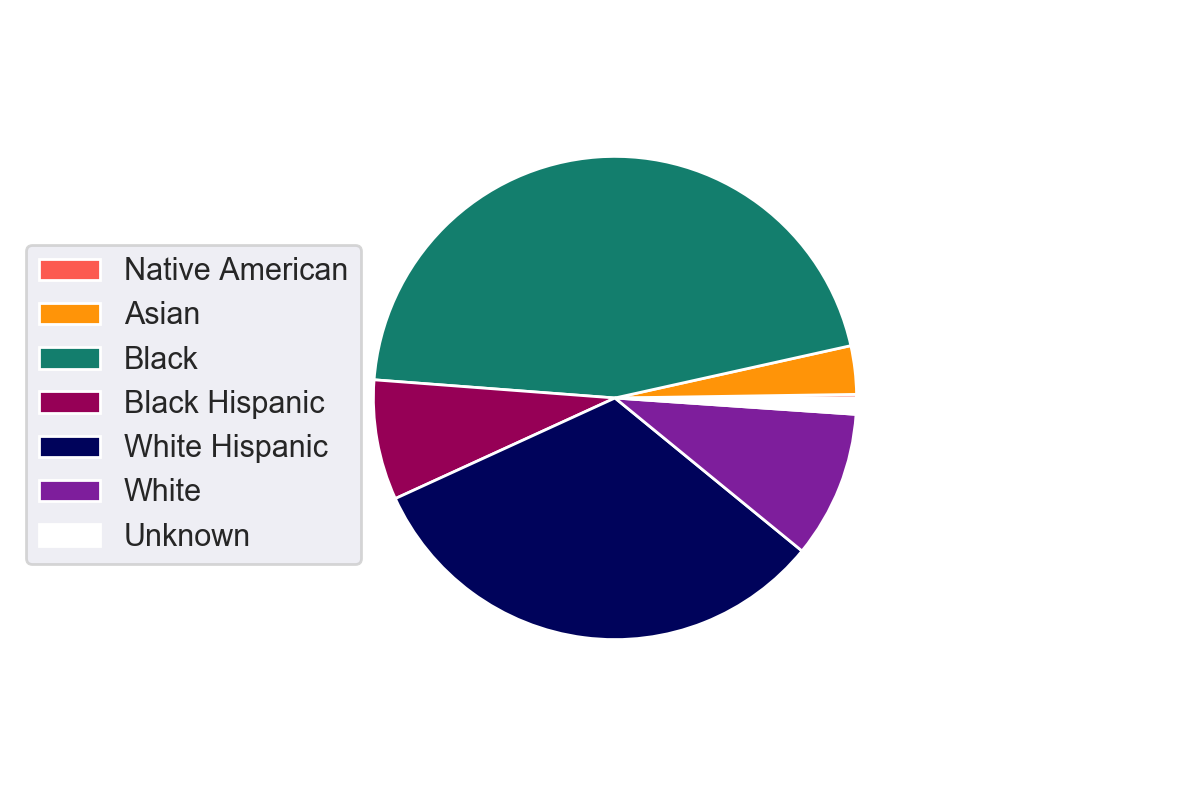 Native American
Asian
Black
Black Hispanic
White Hispanic
White
Unknown